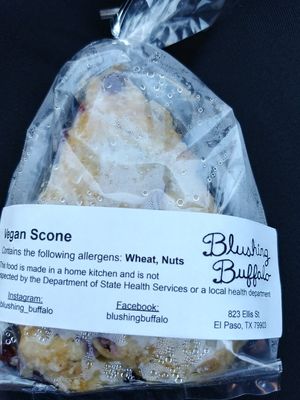 Vegan Scone
Contains the following allergens: Wheat, Nuts
This food is made in a home kitchen and is not
inspected by the Department of State Health Services or a local health department
Instagram:
blushing_buffalo
Facebook:
blushingbuffalo
Blushing
Buffalo
823 Ellis St
El Paso, TX 79903